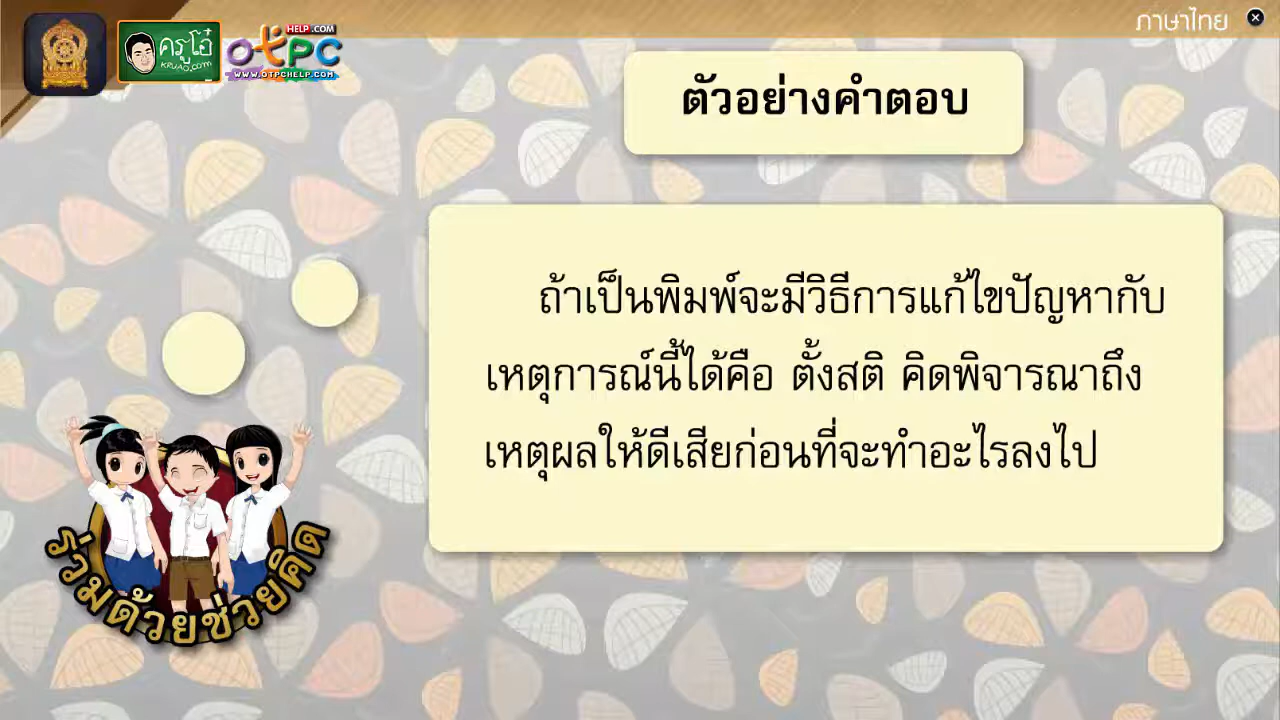 ภาษาไทย
ครูโอ๋
KRUAO.com
HELP.COM
OTPC
WWW.OTPCHELP.COM
ตัวอย่างคำตอบ
ถ้าเป็นพิมพ์จะมีวิธีการแก้ไขปัญหากับ
เหตุการณ์นี้ได้คือ ตั้งสติ คิดพิจารณาถึง
เหตุผลให้ดีเสียก่อนที่จะทำอะไรลงไป
ร่วมด้วยช่วยคิด